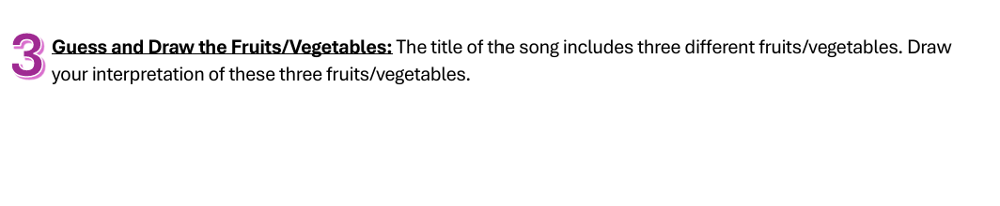 3 Guess and Draw the Fruits/Vegetables: The title of the song includes three different fruits/vegetables. Draw
your interpretation of these three fruits/vegetables.